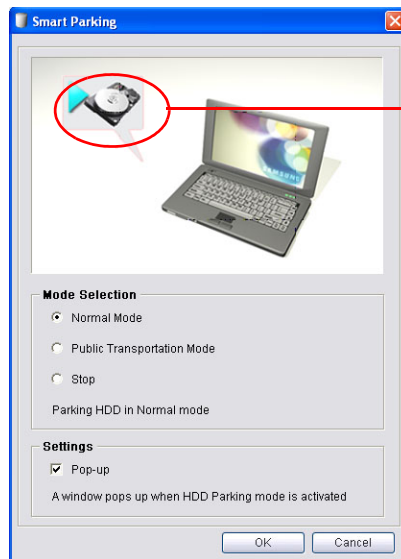 Smart Parking
SAMSUNG
Mode Selection
Normal Mode
Public Transportation Mode
Stop
Parking HDD in Normal mode
Settings
Pop-up
A window pops up when HDD Parking mode is activated
OK
Cancel